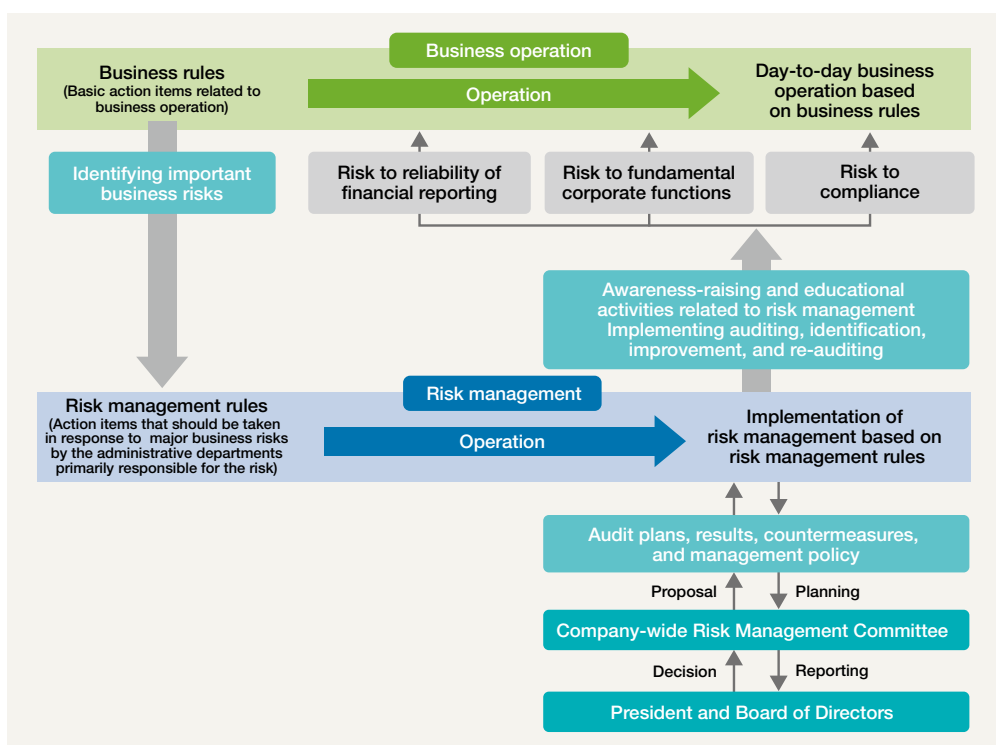 Business operation
Business rules
(Basic action items related to
business operation)
Operation
Day-to-day business
operation based
on business rules
Identifying important
business risks
Risk to reliability of
financial reporting
Risk to fundamental
corporate functions
Risk to
compliance
Awareness-raising and educational
activities related to risk management
Implementing auditing, identification,
improvement, and re-auditing
Risk management
Risk management rules
(Action items that should be taken
in response to major business risks
by the administrative departments
primarily responsible for the risk)
Operation
Implementation of
risk management based on
risk management rules
Audit plans, results, countermeasures,
and management policy
Proposal
Planning
Company-wide Risk Management Committee
Decision
Reporting
President and Board of Directors